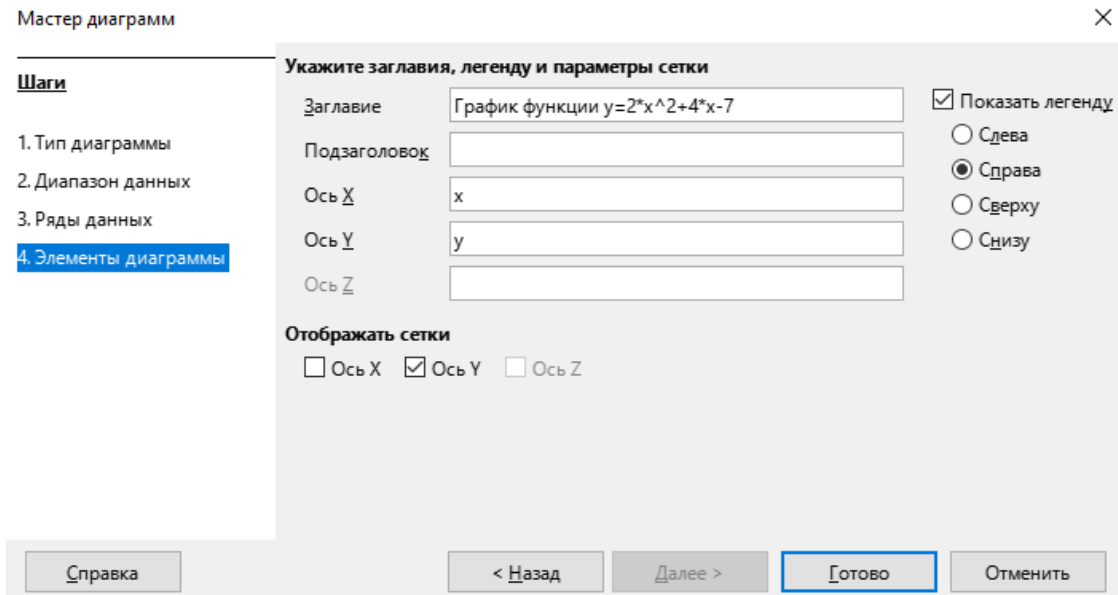 Мастер диаграмм
Шаги
1. Тип диаграммы
2. Диапазон данных
3. Ряды данных
4. Элементы диаграммы
Укажите заглавия, легенду и параметры сетки
Заглавие График функции y=2*x^2+4*x-7
Подзаголовок
Ось X x
Ось Y y
Ось Z
Показать легенду
Слева
Справа
Сверху
Снизу
Отображать сетки
Ось X Ось Y Ось Z
Справка < Назад Далее > Готово Отменить